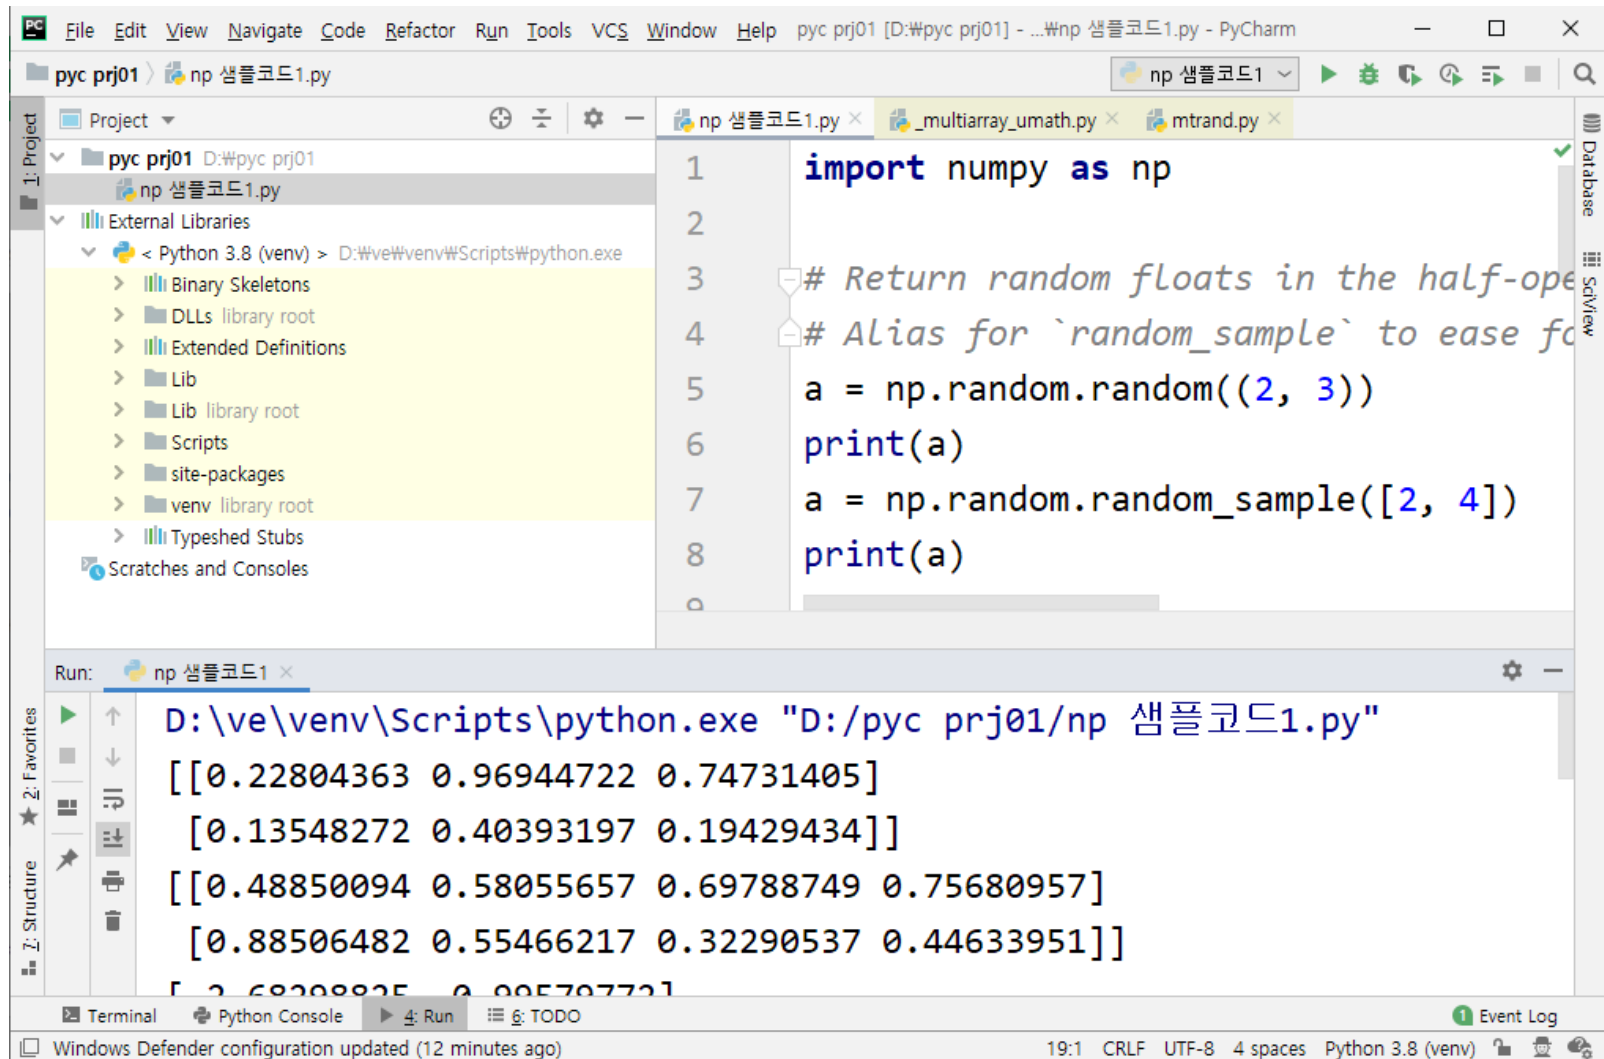 File Edit View Navigate Code Refactor Run Tools VCS Window Help pyc prj01 [D:₩pyc prj01] - ...₩np 샘플코드1.py - PyCharm
pyc prj01 np 샘플코드1.py
np 샘플코드1
1: Project
Project
pyc prj01 D:₩pyc prj01
np 샘플코드1.py
External Libraries
< Python 3.8 (venv) > D:₩ve₩venv₩Scripts₩python.exe
Binary Skeletons
DLLs library root
Extended Definitions
Lib
Lib library root
Scripts
site-packages
venv library root
Typeshed Stubs
Scratches and Consoles
np 샘플코드1.py _multiarray_umath.py mtrand.py
1 import numpy as np
2
3 # Return random floats in the half-ope
4 # Alias for `random_sample` to ease fo
5 a = np.random.random((2, 3))
6 print(a)
7 a = np.random.random_sample([2, 4])
8 print(a)
9
Database
SciView
Run: np 샘플코드1
D:\ve\venv\Scripts\python.exe "D:/pyc prj01/np 샘플코드1.py"
[[0.22804363 0.96944722 0.74731405]
[0.13548272 0.40393197 0.19429434]]
[[0.48850094 0.58055657 0.69788749 0.75680957]
[0.88506482 0.55466217 0.32290537 0.44633951]]
2: Favorites
7: Structure
Terminal Python Console 4: Run 6: TODO 1 Event Log
Windows Defender configuration updated (12 minutes ago) 19:1 CRLF UTF-8 4 spaces Python 3.8 (venv)